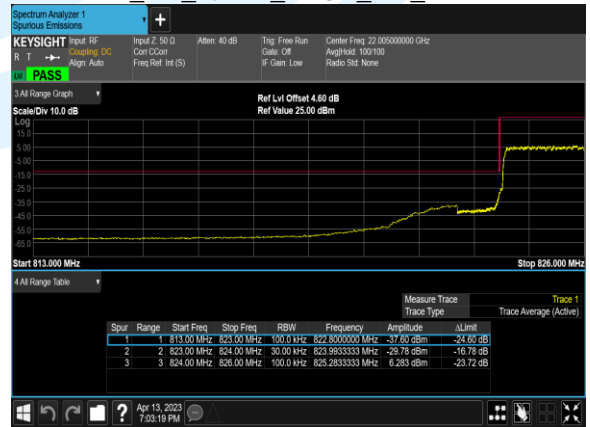 Spectrum Analyzer 1
Spurious Emissions
KEYSIGHT Input: RF Input Z: 50 Ω Atten: 40 dB Trig: Free Run Center Freq: 22.005000000 GHz
R T Coupling: DC Corr CCorr Gate: Off Avg|Hold: 100/100
Align: Auto Freq Ref: Int (S) IF Gain: Low Radio Std: None
PASS
3 All Range Graph
Ref Lvl Offset 4.60 dB
Scale/Div 10.0 dB Ref Value 25.00 dBm
Log
15.0
5.00
-5.00
-15.0
-25.0
-35.0
-45.0
-55.0
-65.0
Start 813.000 MHz Stop 826.000 MHz
4 All Range Table
Measure Trace Trace 1
Trace Type Trace Average (Active)
Spur Range Start Freq Stop Freq RBW Frequency Amplitude ΔLimit
1 1 813.00 MHz 823.00 MHz 100.0 kHz 822.8000000 MHz -37.60 dBm -24.60 dB
2 2 823.00 MHz 824.00 MHz 30.00 kHz 823.9933333 MHz -29.78 dBm -16.78 dB
3 3 824.00 MHz 826.00 MHz 100.0 kHz 825.2833333 MHz 6.283 dBm -23.72 dB
?
Apr 13, 2023
7:03:19 PM